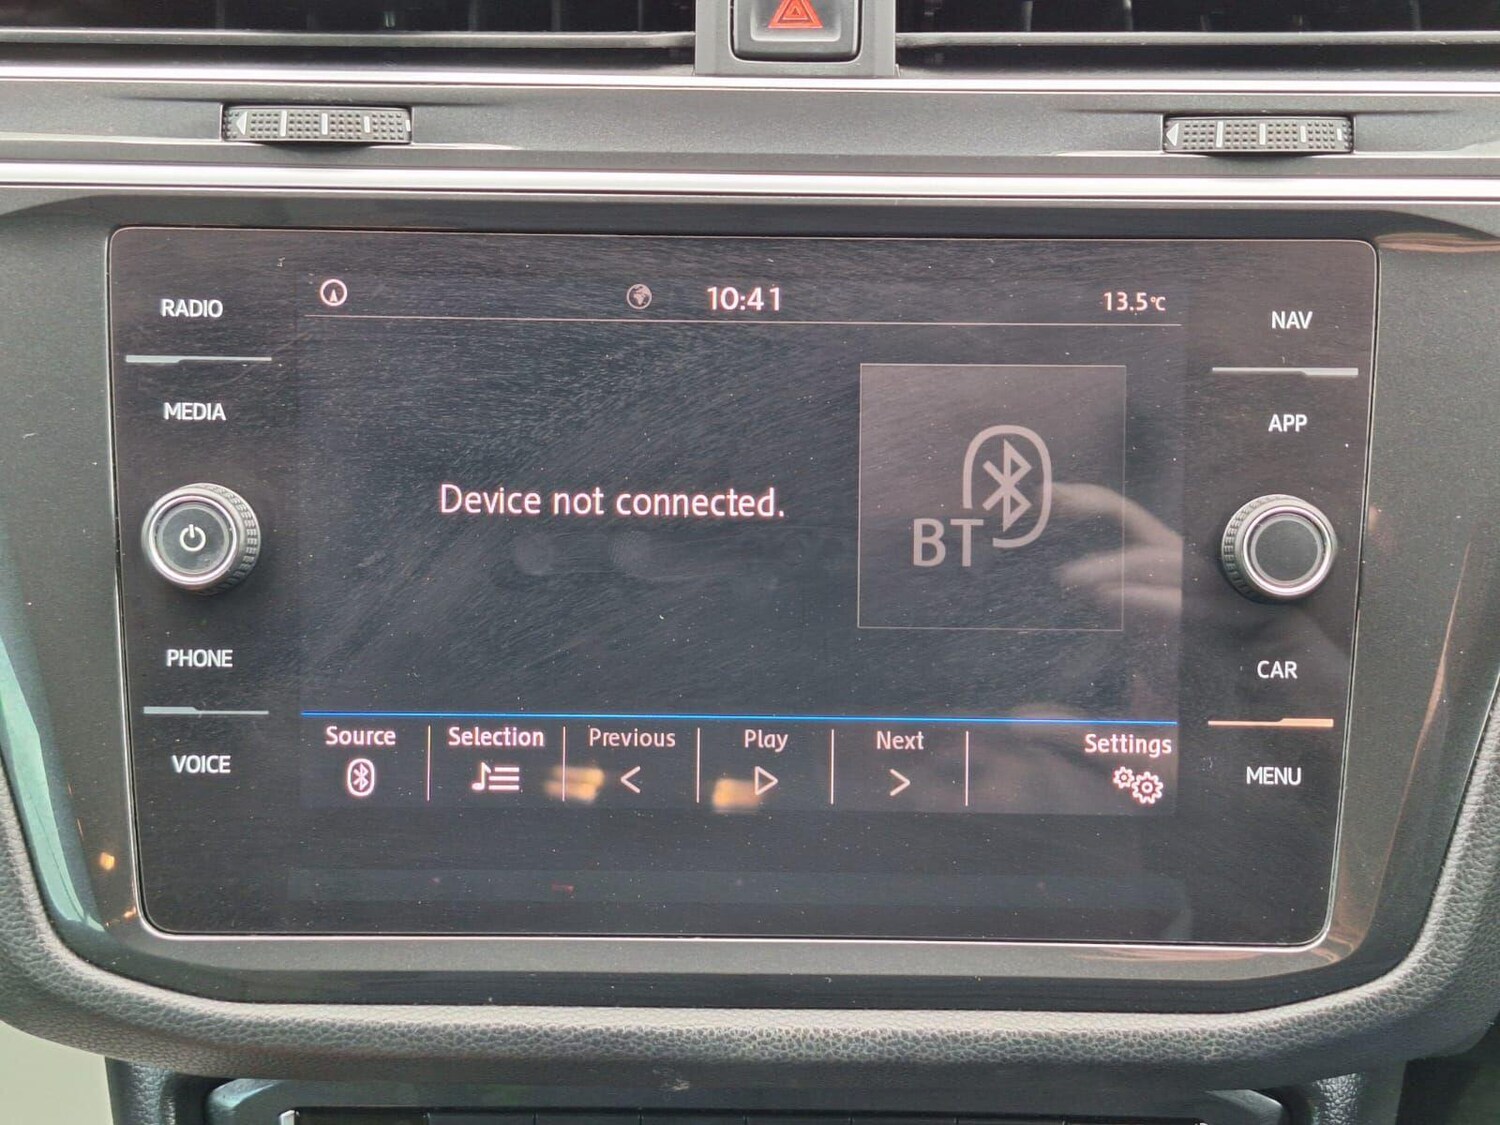 10:41
13.5°C
RADIO
MEDIA
PHONE
VOICE
Device not connected.
BT
Source
Selection
Previous
Play
Next
Settings
NAV
APP
CAR
MENU